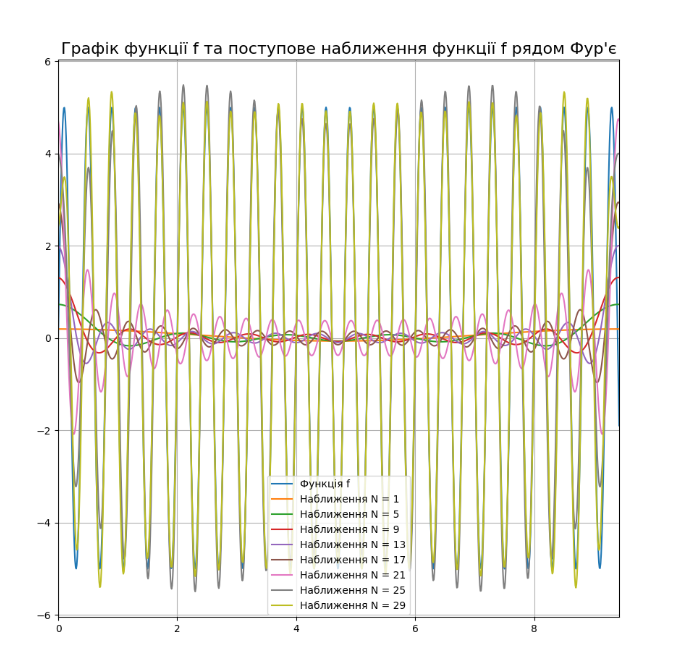 Графік функції f та поступове наближення функції f рядом Фур'є
6
4
2
0
−2
−4
−6
Функція f
Наближення N = 1
Наближення N = 5
Наближення N = 9
Наближення N = 13
Наближення N = 17
Наближення N = 21
Наближення N = 25
Наближення N = 29
0 2 4 6 8